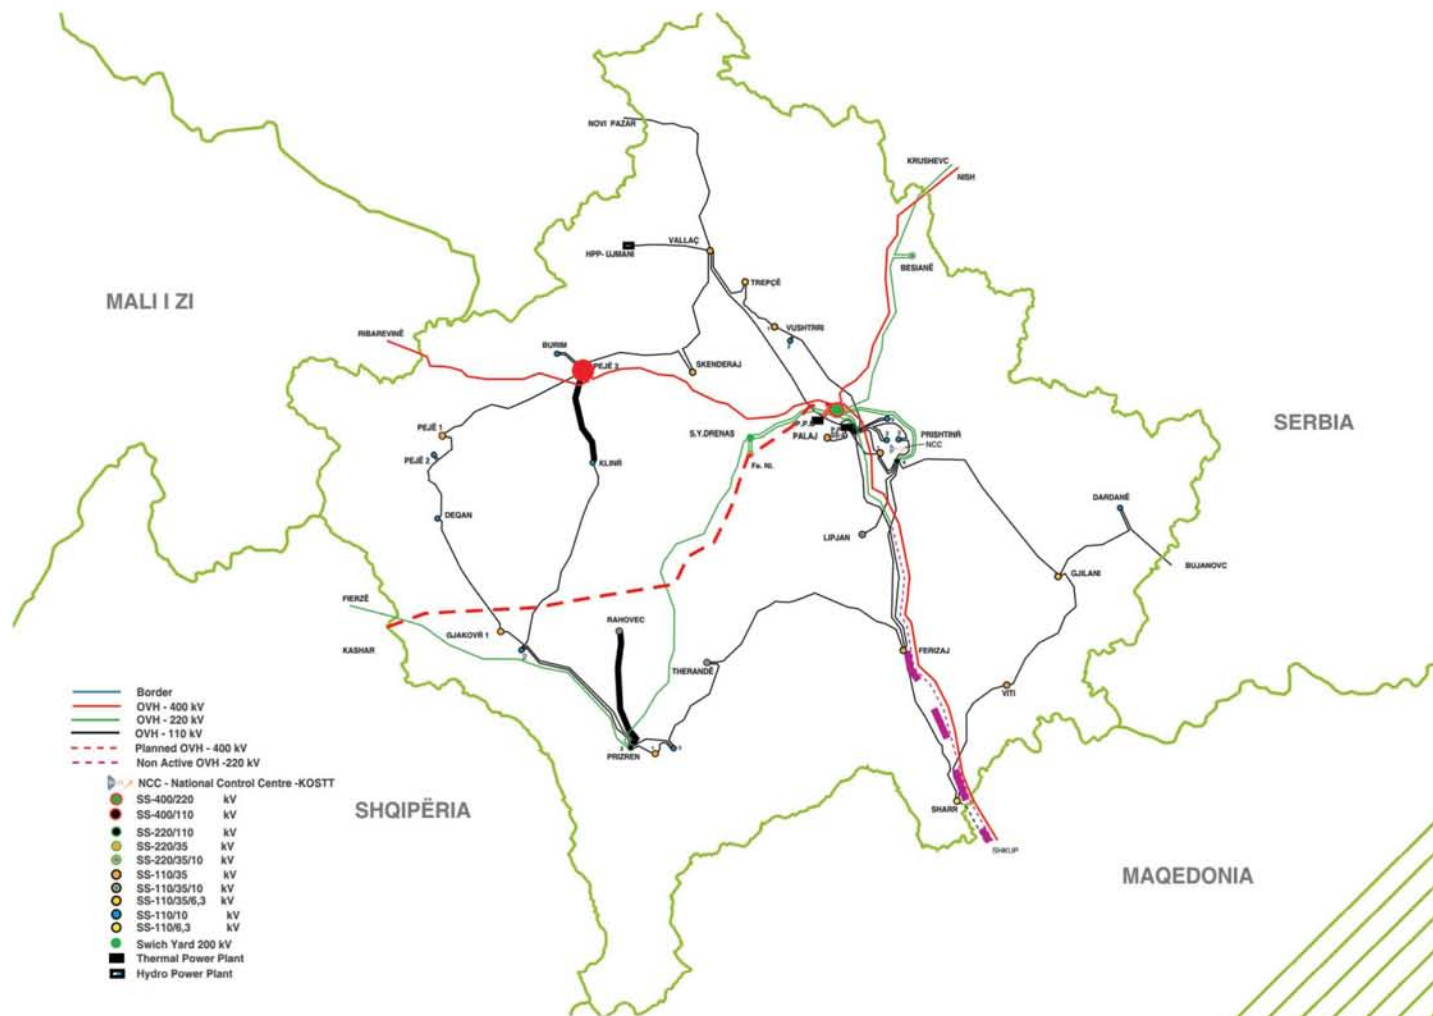 NOVI PAZAR
KRUSHEVC
NISH
VALLAÇ
HPP- UJMANI
BESIANË
TREPÇË
MALI I ZI
VUSHTRRI
RIBAREVINË
BURIM
PEJË 3
SKENDERAJ
SERBIA
PEJË 1
S.Y.DRENAS
PALAJ
PRISHTINR
NCC
PEJË 2
KLINR
Fe. Ni.
DARDANË
DEQAN
LIPJAN
BUJANOVC
GJILANI
FIERZË
RAHOVEC
GJAKOVR 1
KASHAR
FERIZAJ
THERANDË
VITI
PRIZREN
SHARR
SHQIPËRIA
SHKUP
MAQEDONIA
Border
OVH - 400 kV
OVH - 220 kV
OVH - 110 kV
Planned OVH - 400 kV
Non Active OVH -220 kV
NCC - National Control Centre -KOSTT
SS-400/220 kV
SS-400/110 kV
SS-220/110 kV
SS-220/35 kV
SS-220/35/10 kV
SS-110/35 kV
SS-110/35/10 kV
SS-110/35/6,3 kV
SS-110/10 kV
SS-110/6,3 kV
Swich Yard 200 kV
Thermal Power Plant
Hydro Power Plant